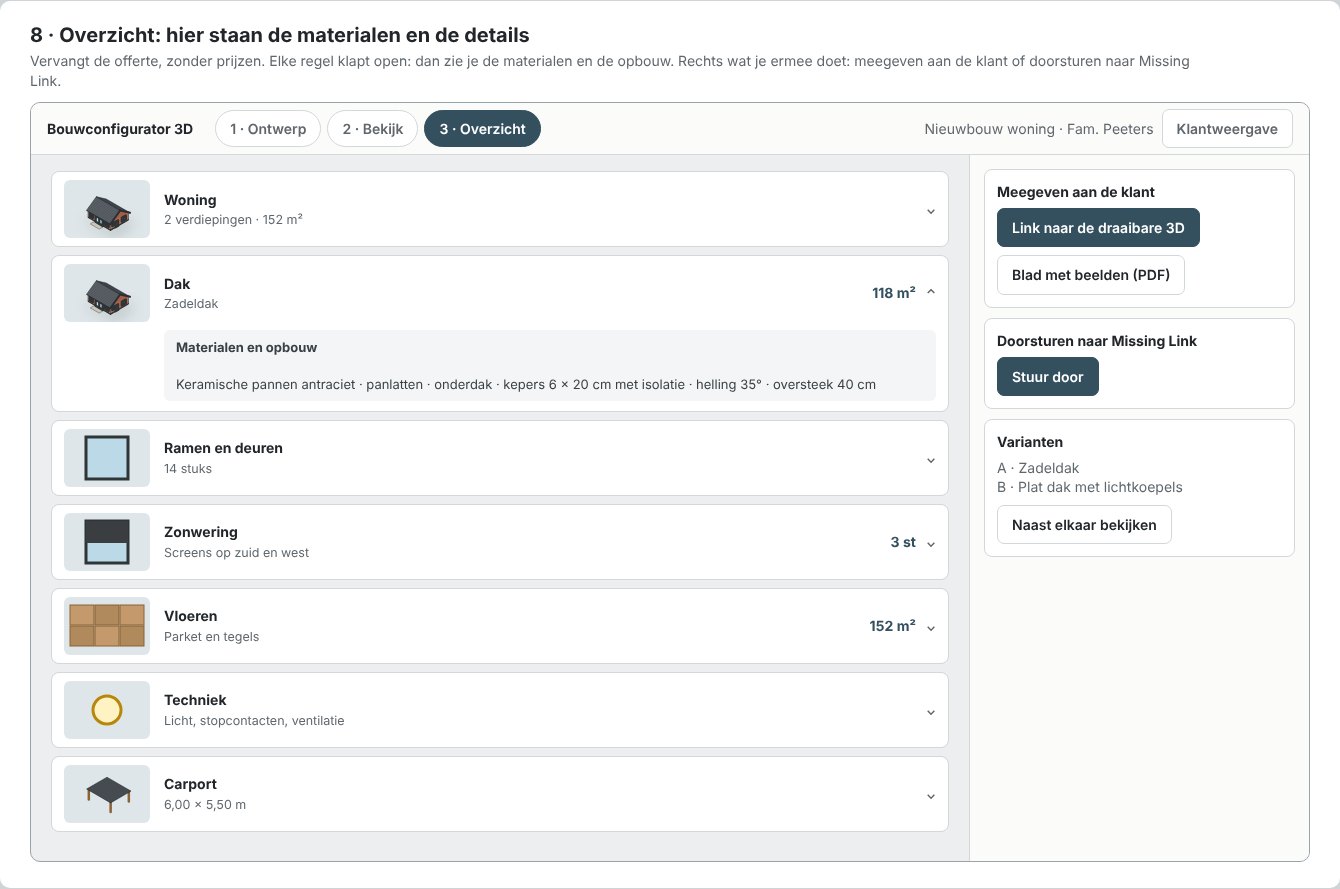 8 · Overzicht: hier staan de materialen en de details
Vervangt de offerte, zonder prijzen. Elke regel klapt open: dan zie je de materialen en de opbouw. Rechts wat je ermee doet: meegeven aan de klant of doorsturen naar Missing
Link.
Bouwconfigurator 3D
1 · Ontwerp
2 · Bekijk
3 · Overzicht
Nieuwbouw woning · Fam. Peeters
Klantweergave
Woning
2 verdiepingen · 152 m²
Dak
Zadeldak
118 m²
Materialen en opbouw
Keramische pannen antraciet · panlatten · onderdak · kepers 6 × 20 cm met isolatie · helling 35° · oversteek 40 cm
Ramen en deuren
14 stuks
Zonwering
Screens op zuid en west
3 st
Vloeren
Parket en tegels
152 m²
Techniek
Licht, stopcontacten, ventilatie
Carport
6,00 × 5,50 m
Meegeven aan de klant
Link naar de draaibare 3D
Blad met beelden (PDF)
Doorsturen naar Missing Link
Stuur door
Varianten
A · Zadeldak
B · Plat dak met lichtkoepels
Naast elkaar bekijken